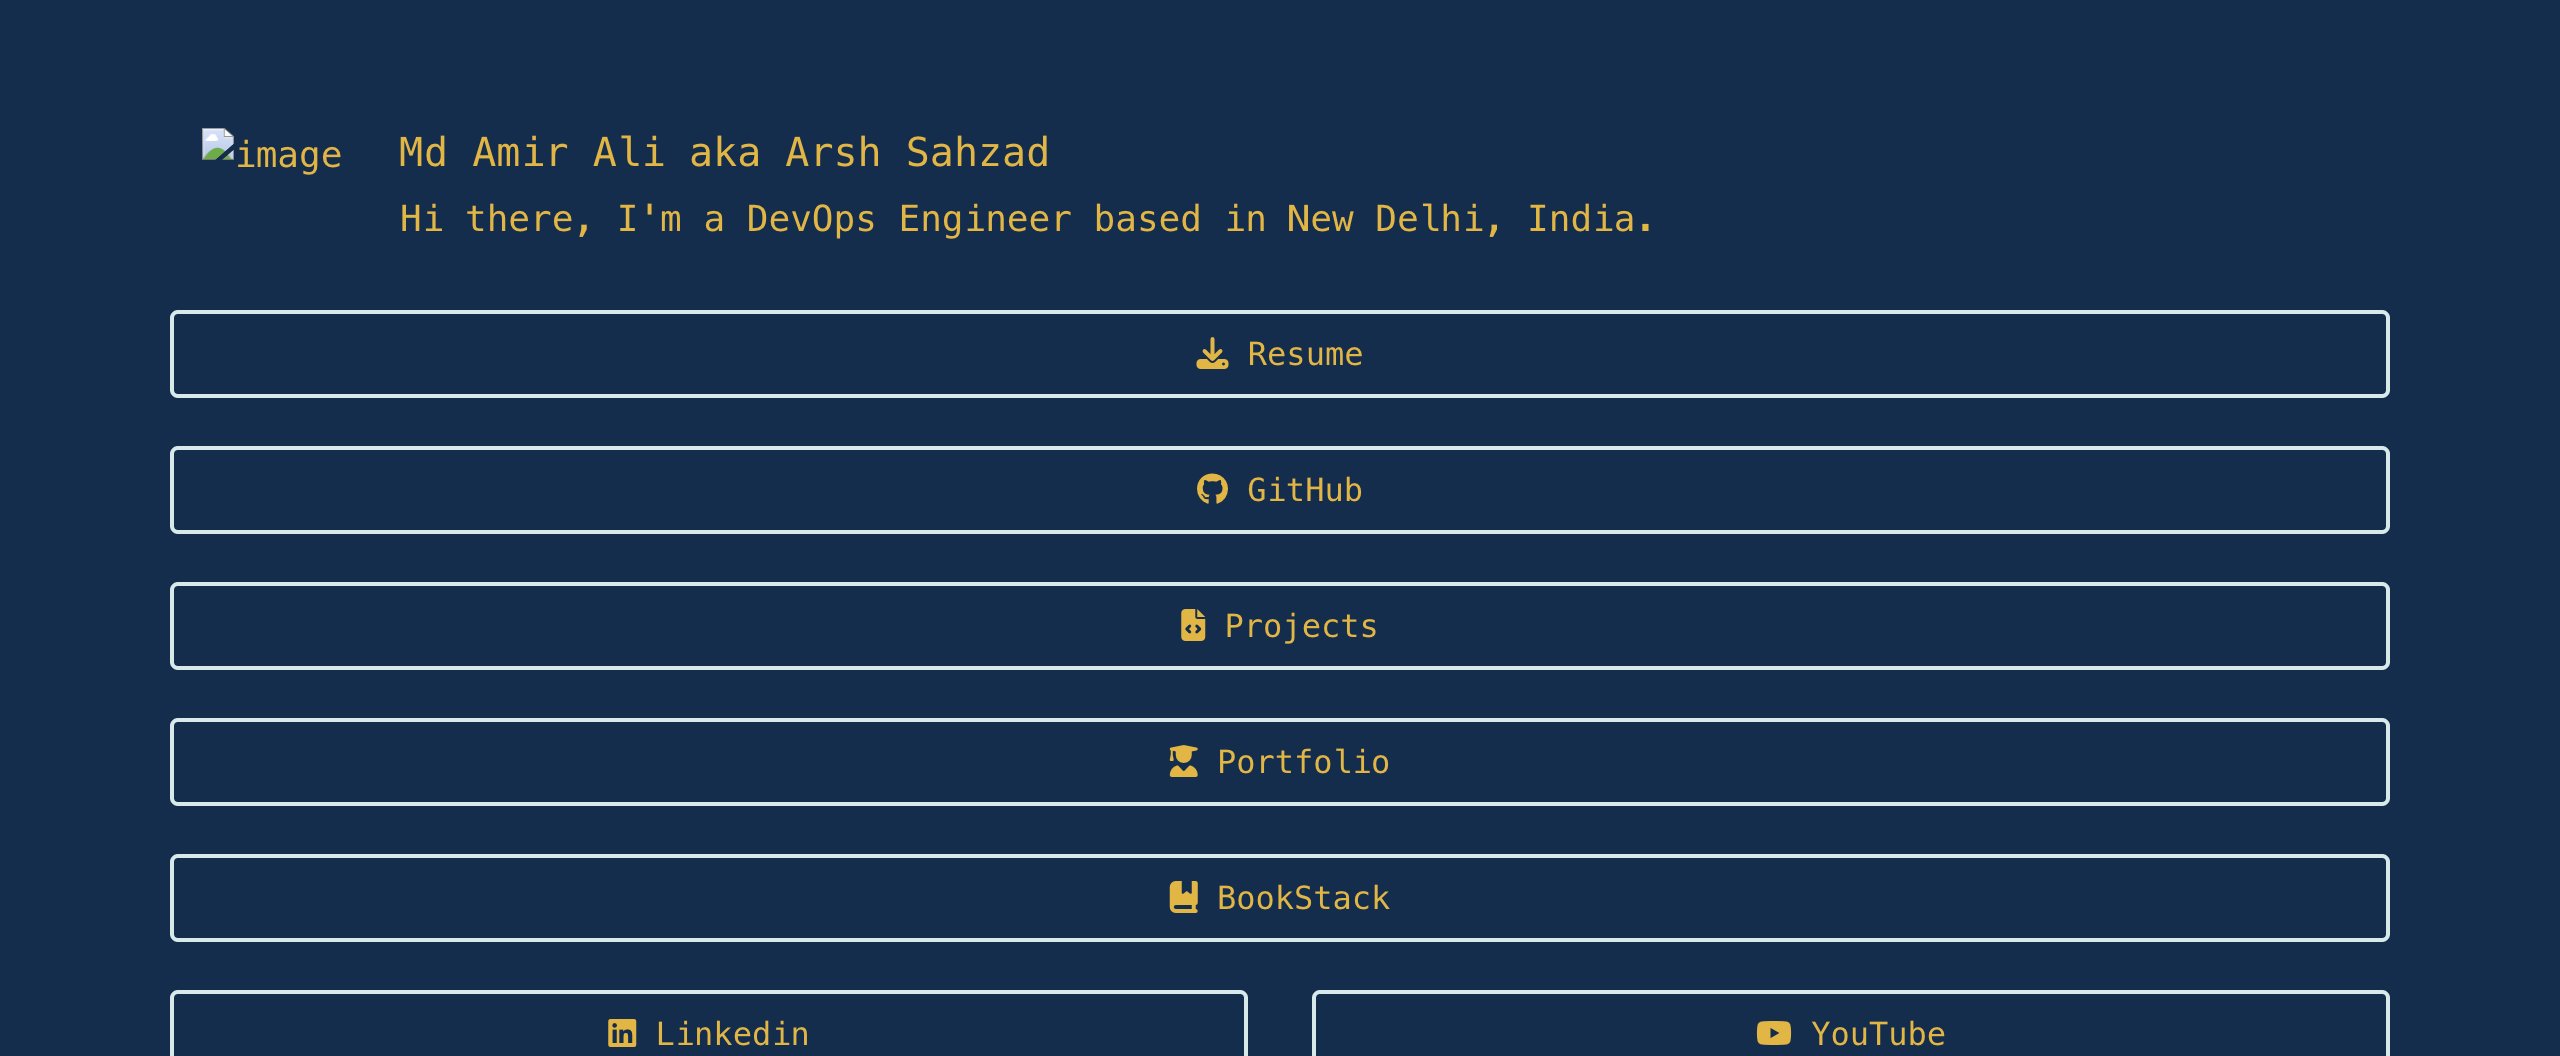 image
Md Amir Ali aka Arsh Sahzad
Hi there, I'm a DevOps Engineer based in New Delhi, India.
Resume
GitHub
Projects
Portfolio
BookStack
Linkedin
YouTube